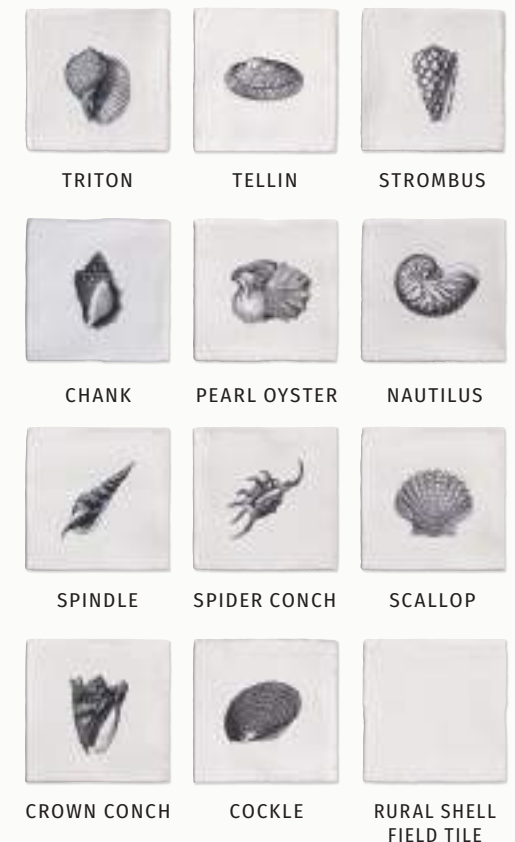 TRITON
TELLIN
STROMBUS
CHANK
PEARL OYSTER
NAUTILUS
SPINDLE
SPIDER CONCH
SCALLOP
CROWN CONCH
COCKLE
RURAL SHELL
FIELD TILE